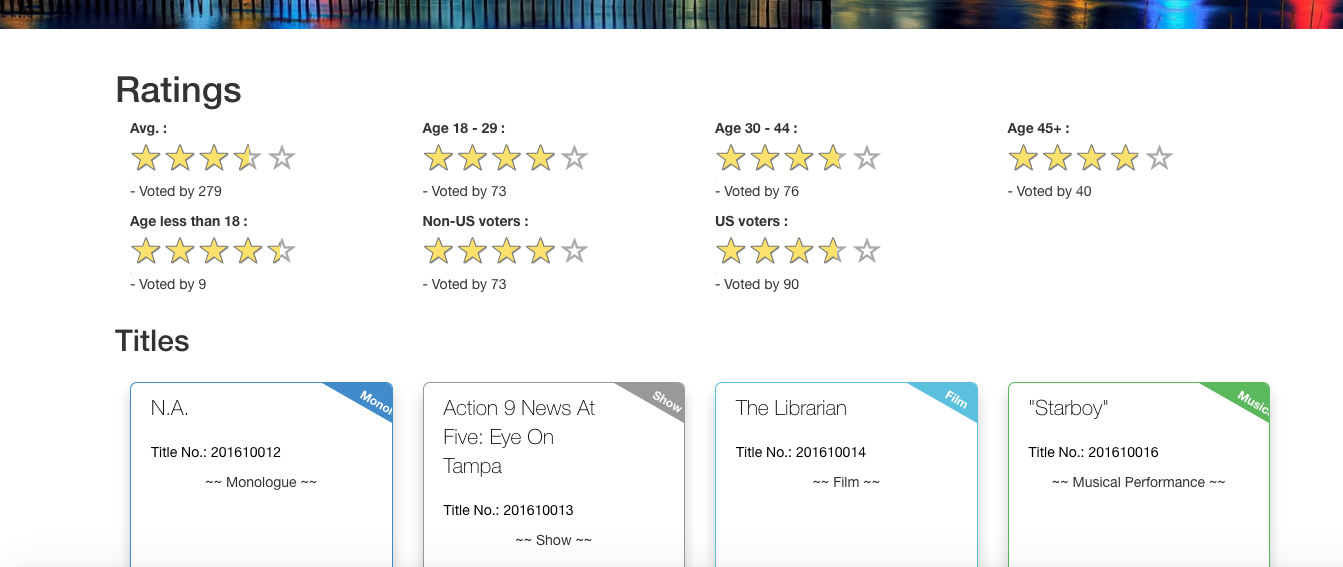 Ratings
Avg. : Age 18 - 29 : Age 30 - 44 : Age 45+ :
- Voted by 279 - Voted by 73 - Voted by 76 - Voted by 40
Age less than 18 : Non-US voters : US voters :
- Voted by 9 - Voted by 73 - Voted by 90
Titles
Monol
N.A.
Title No.: 201610012
~~ Monologue ~~
Show
Action 9 News At
Five: Eye On
Tampa
Title No.: 201610013
~~ Show ~~
Film
The Librarian
Title No.: 201610014
~~ Film ~~
Music
"Starboy"
Title No.: 201610016
~~ Musical Performance ~~